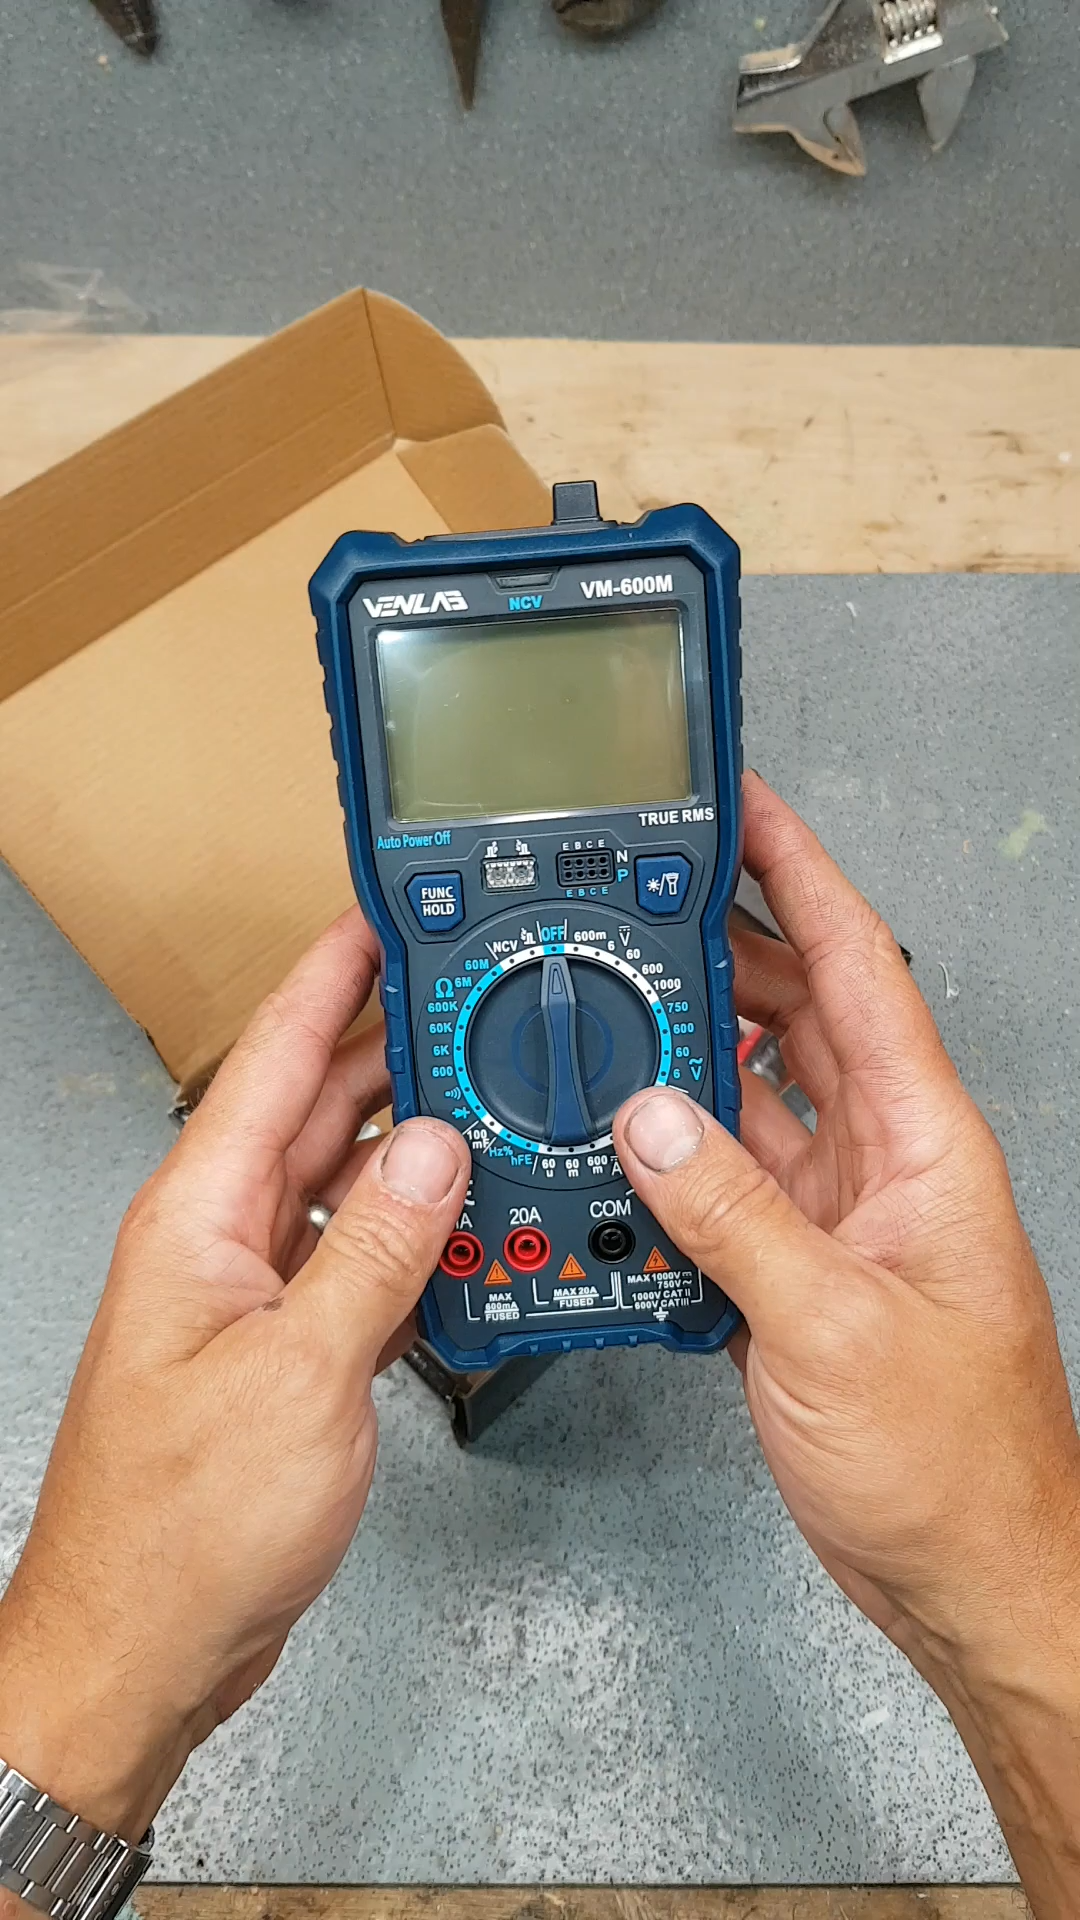 VENLAB
NCV
VM-600M
TRUE RMS
Auto Power Off
E B C E
N
P
E B C E
FUNC
HOLD
OFF
NCV
600m
6
V
60
600
1000
750
600
60
6
V
60M
6M
Ω
600K
60K
6K
600
100
mF
Hz%
hFE
60
u
60
m
600
m
A
20A
COM
MAX
600mA
FUSED
MAX 20A
FUSED
MAX 1000V
750V~
1000V CAT II
600V CAT III